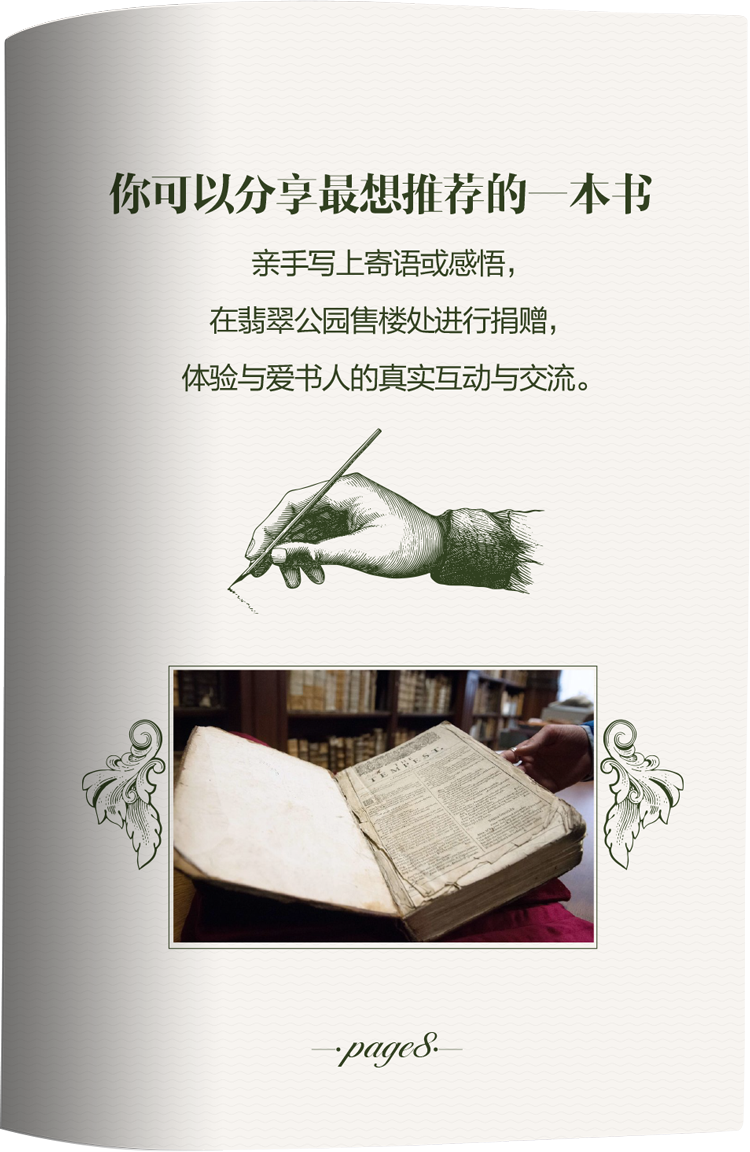 你可以分享最想推荐的一本书
亲手写上寄语或感悟，
在翡翠公园售楼处进行捐赠，
体验与爱书人的真实互动与交流。
TEMPEST.
page8